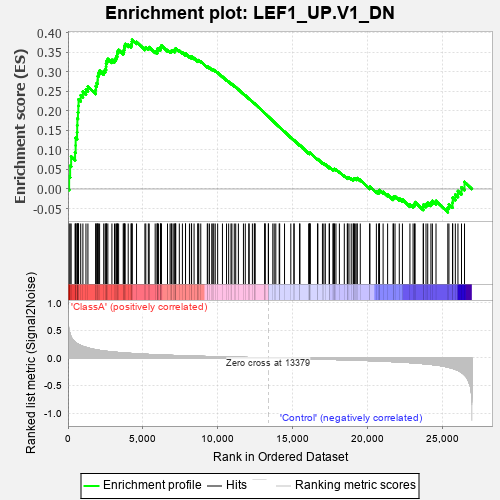 Enrichment plot: LEF1_UP.V1_DN
Enrichment score (ES)
0.40
0.35
0.30
0.25
0.20
0.15
0.10
0.05
0.00
-0.05
'ClassA' (positively correlated)
Ranked list metric (Signal2Noise)
1.0
0.5
0.0
-0.5
-1.0
Zero cross at 13379
'Control' (negatively correlated)
0
5,000
10,000
15,000
20,000
25,000
Rank in Ordered Dataset
Enrichment profile
Hits
Ranking metric scores